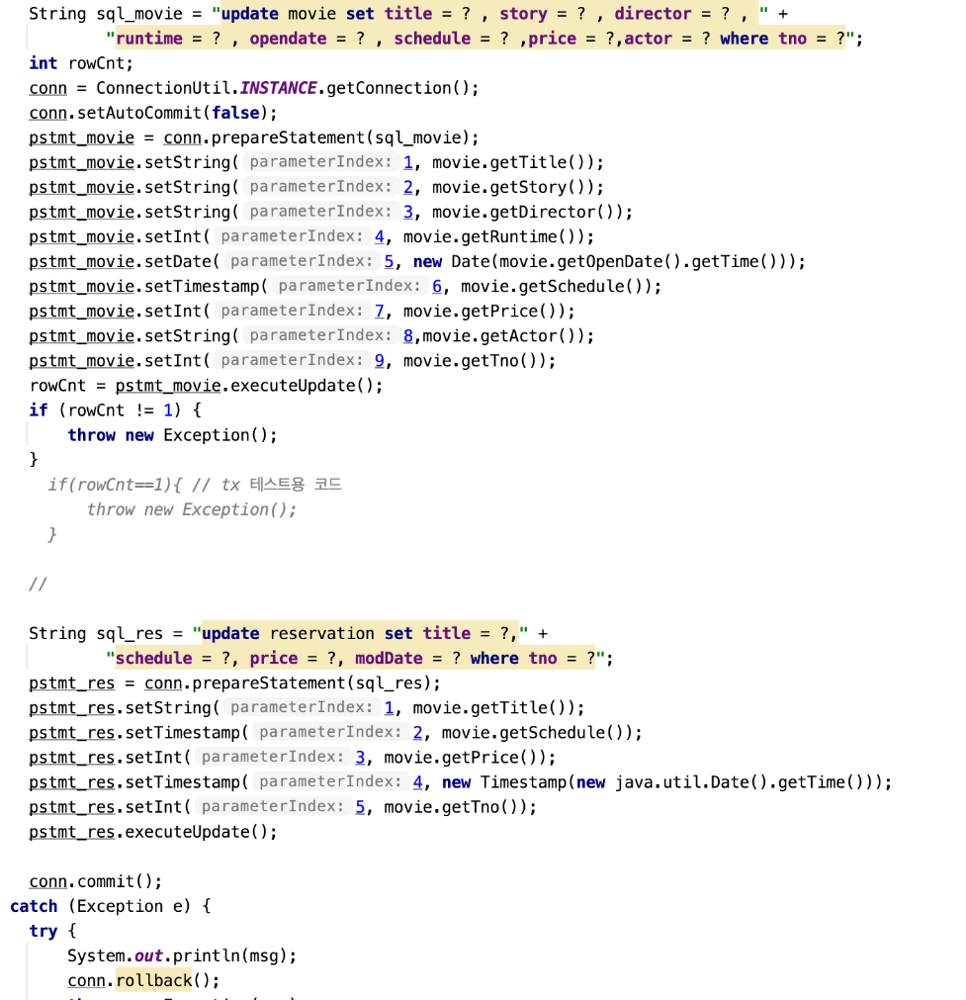 String sql_movie = "update movie set title = ? , story = ? , director = ? , " +
"runtime = ? , opendate = ? , schedule = ? ,price = ?,actor = ? where tno = ?";
int rowCnt;
conn = ConnectionUtil.INSTANCE.getConnection();
conn.setAutoCommit(false);
pstmt_movie = conn.prepareStatement(sql_movie);
pstmt_movie.setString( parameterIndex: 1, movie.getTitle());
pstmt_movie.setString( parameterIndex: 2, movie.getStory());
pstmt_movie.setString( parameterIndex: 3, movie.getDirector());
pstmt_movie.setInt( parameterIndex: 4, movie.getRuntime());
pstmt_movie.setDate( parameterIndex: 5, new Date(movie.getOpenDate().getTime()));
pstmt_movie.setTimestamp( parameterIndex: 6, movie.getSchedule());
pstmt_movie.setInt( parameterIndex: 7, movie.getPrice());
pstmt_movie.setString( parameterIndex: 8,movie.getActor());
pstmt_movie.setInt( parameterIndex: 9, movie.getTno());
rowCnt = pstmt_movie.executeUpdate();
if (rowCnt != 1) {
throw new Exception();
}
if(rowCnt==1){ // tx 테스트용 코드
throw new Exception();
}
//
String sql_res = "update reservation set title = ?," +
"schedule = ?, price = ?, modDate = ? where tno = ?";
pstmt_res = conn.prepareStatement(sql_res);
pstmt_res.setString( parameterIndex: 1, movie.getTitle());
pstmt_res.setTimestamp( parameterIndex: 2, movie.getSchedule());
pstmt_res.setInt( parameterIndex: 3, movie.getPrice());
pstmt_res.setTimestamp( parameterIndex: 4, new Timestamp(new java.util.Date().getTime()));
pstmt_res.setInt( parameterIndex: 5, movie.getTno());
pstmt_res.executeUpdate();
conn.commit();
catch (Exception e) {
try {
System.out.println(msg);
conn.rollback();